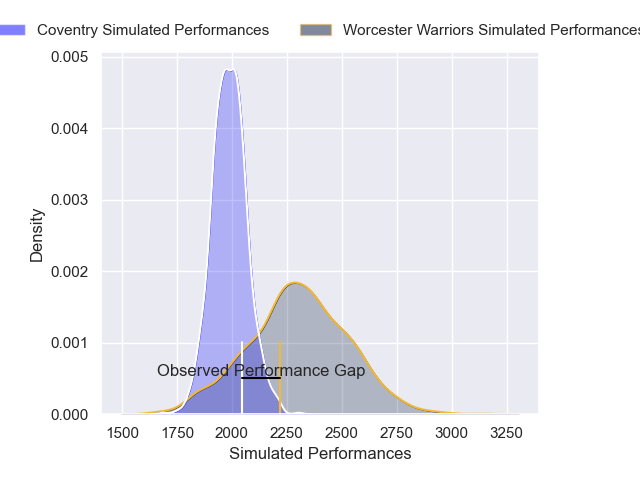 Coventry Simulated Performances Worcester Warriors Simulated Performances
0.005
0.004
0.003
0.002
0.001
0.000
Density
Observed Performance Gap
1500 1750 2000 2250 2500 2750 3000 3250
Simulated Performances